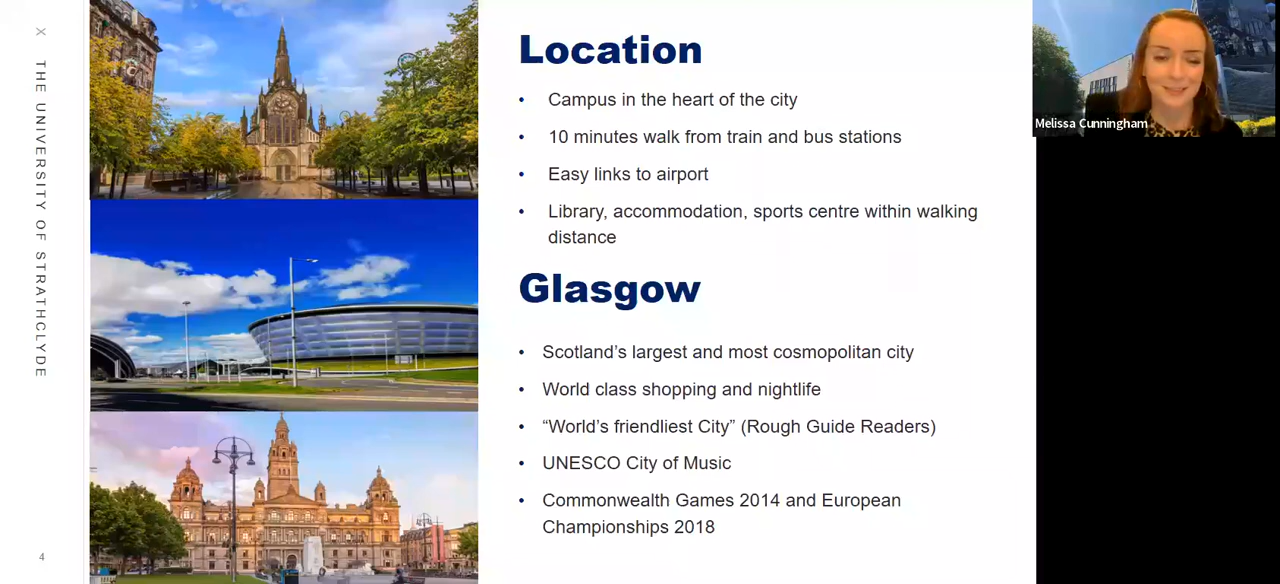 X THE UNIVERSITY OF STRATHCLYDE
Location
• Campus in the heart of the city
• 10 minutes walk from train and bus stations
• Easy links to airport
• Library, accommodation, sports centre within walking
distance
Glasgow
• Scotland’s largest and most cosmopolitan city
• World class shopping and nightlife
• “World’s friendliest City” (Rough Guide Readers)
• UNESCO City of Music
• Commonwealth Games 2014 and European
Championships 2018
4
Melissa Cunningham